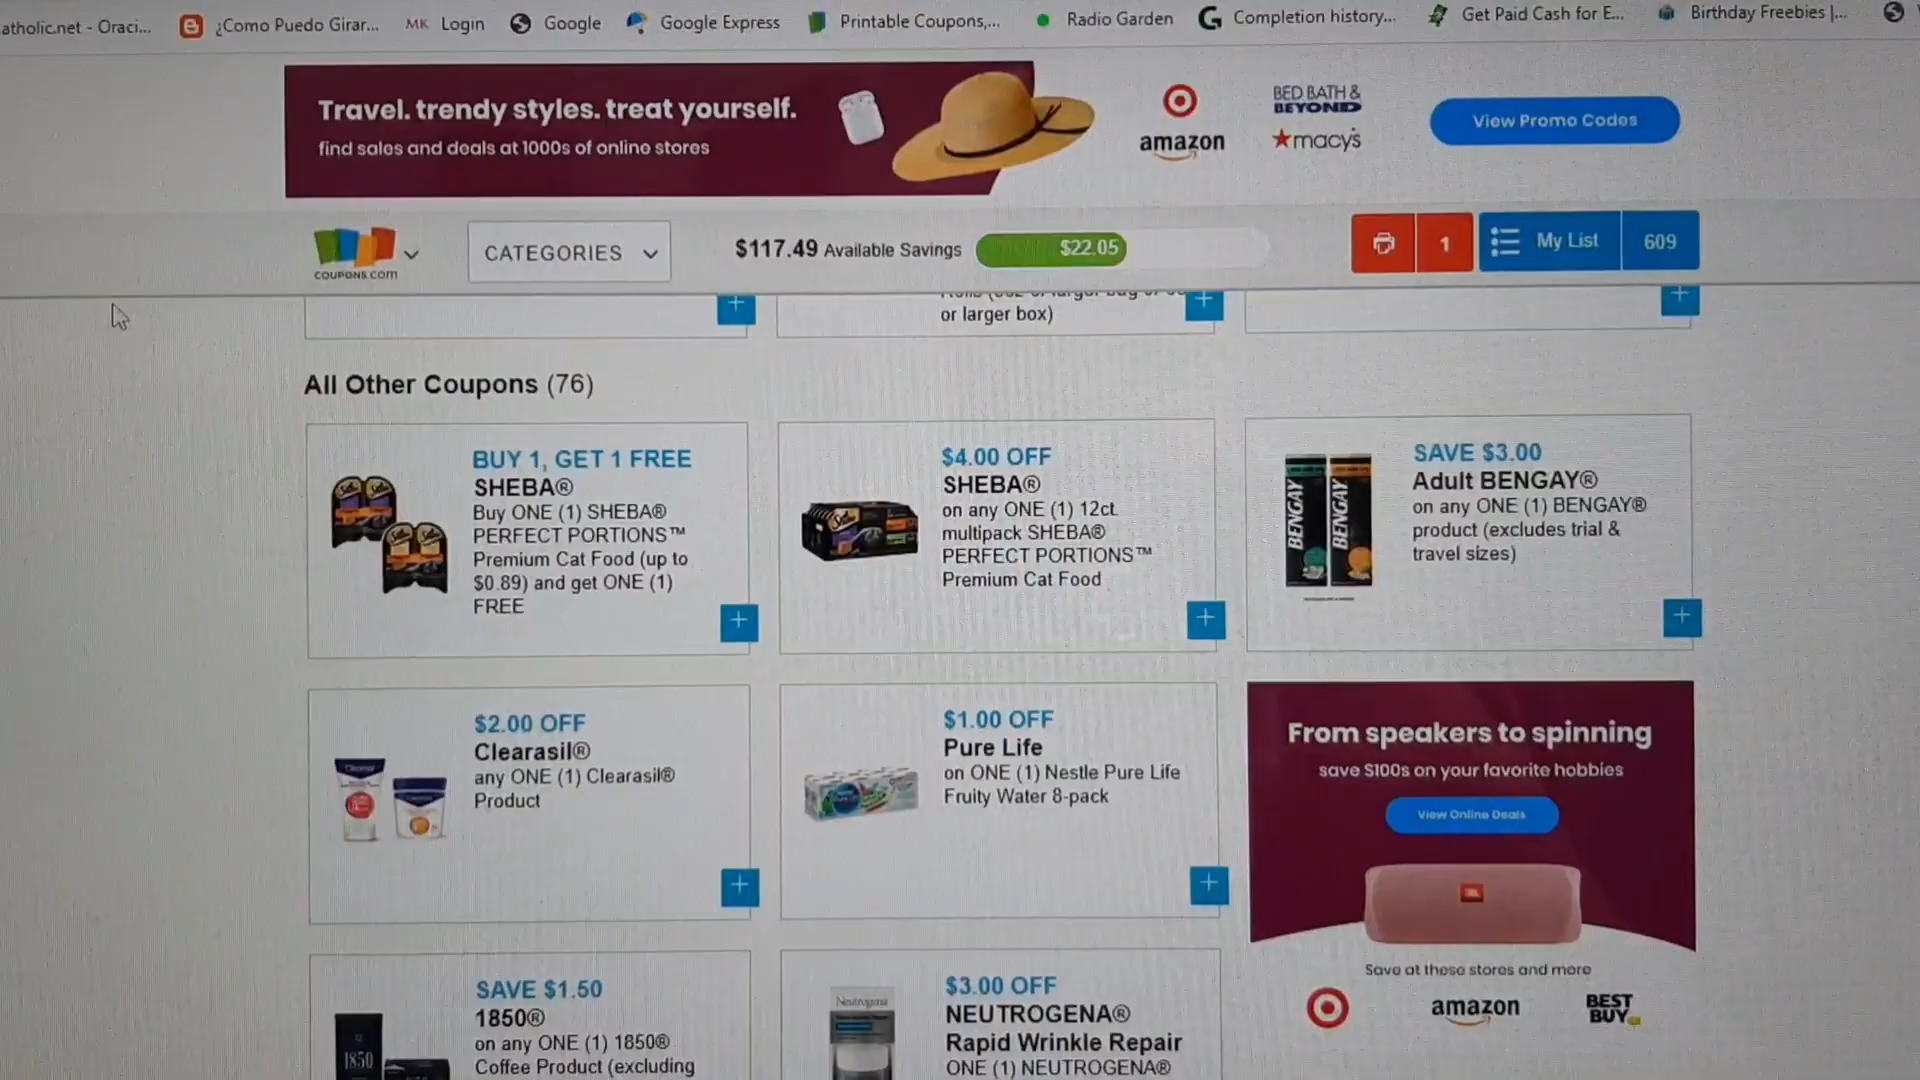 atholic.net - Oraci...
¿Como Puedo Girar...
MK Login
Google
Google Express
Printable Coupons,...
Radio Garden
Completion history...
Get Paid Cash for E...
Birthday Freebies |...
Travel. trendy styles. treat yourself.
find sales and deals at 1000s of online stores
amazon
BED BATH &
BEYOND
macy's
View Promo Codes
COUPONS.com
CATEGORIES
$117.49 Available Savings
$22.05
1
My List
609
or larger box)
All Other Coupons (76)
BUY 1, GET 1 FREE
SHEBA®
Buy ONE (1) SHEBA®
PERFECT PORTIONS™
Premium Cat Food (up to
$0.89) and get ONE (1)
FREE
$4.00 OFF
SHEBA®
on any ONE (1) 12ct.
multipack SHEBA®
PERFECT PORTIONS™
Premium Cat Food
BENGAY
BENGAY
SAVE $3.00
Adult BENGAY®
on any ONE (1) BENGAY®
product (excludes trial &
travel sizes)
$2.00 OFF
Clearasil®
any ONE (1) Clearasil®
Product
$1.00 OFF
Pure Life
on ONE (1) Nestle Pure Life
Fruity Water 8-pack
From speakers to spinning
save $100s on your favorite hobbies
View Online Deals
JBL
Save at these stores and more
amazon
BEST
BUY
1850
SAVE $1.50
1850®
on any ONE (1) 1850®
Coffee Product (excluding
Neutrogena
$3.00 OFF
NEUTROGENA®
Rapid Wrinkle Repair
ONE (1) NEUTROGENA®